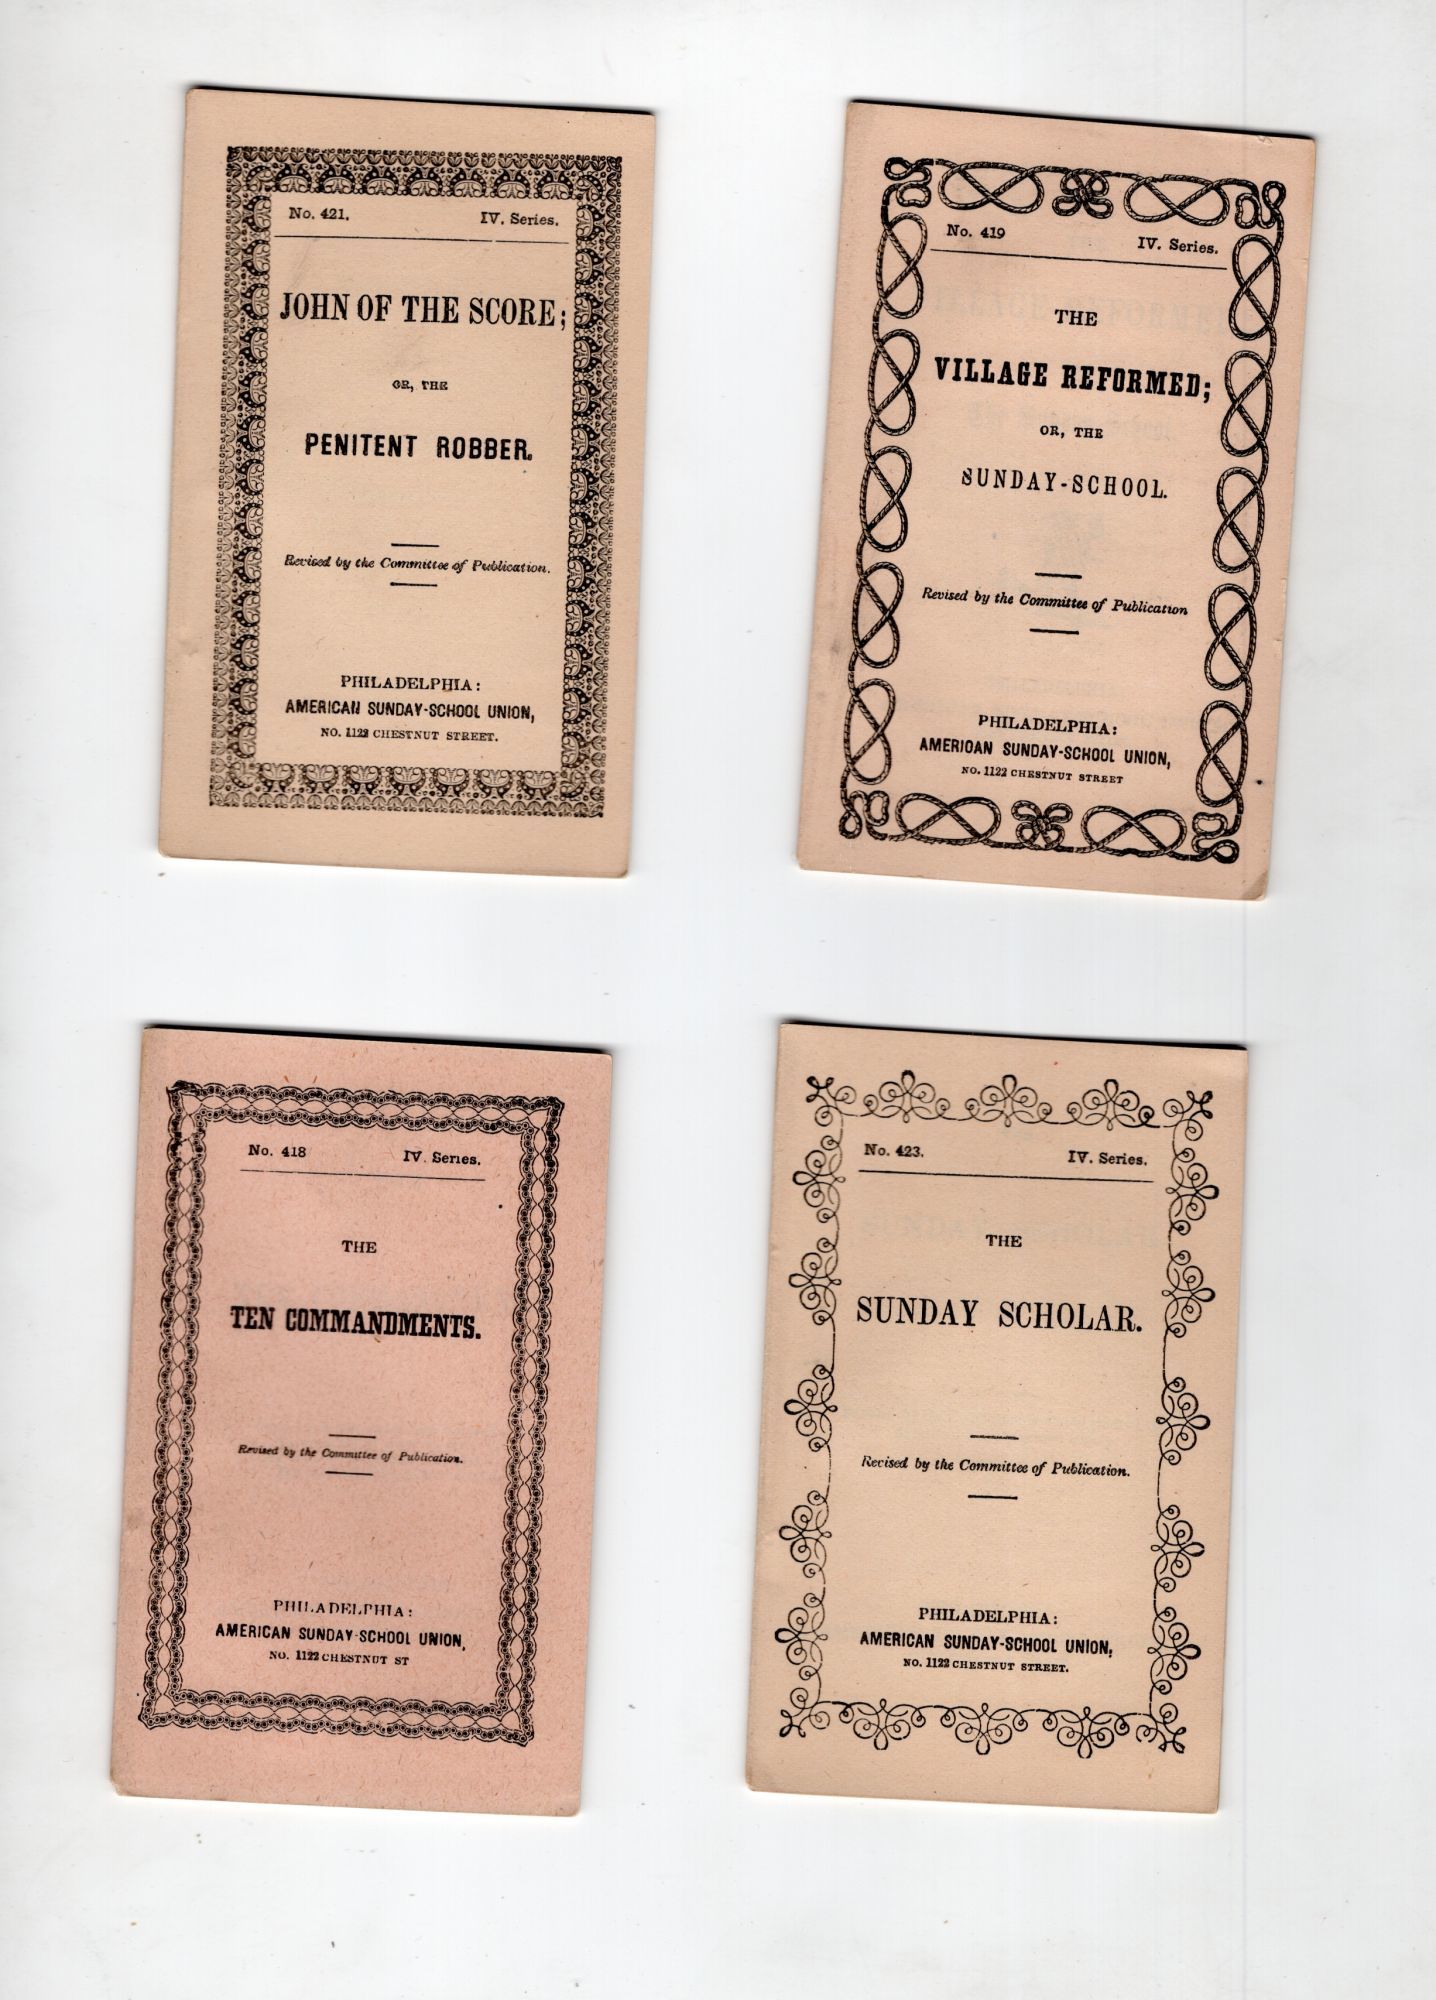 No. 421. IV. Series.
JOHN OF THE SCORE;
OR, THE
PENITENT ROBBER.
Revised by the Committee of Publication.
PHILADELPHIA:
AMERICAN SUNDAY-SCHOOL UNION,
NO. 1122 CHESTNUT STREET.
No. 419 IV. Series.
THE
VILLAGE REFORMED;
OR, THE
SUNDAY-SCHOOL.
Revised by the Committee of Publication
PHILADELPHIA:
AMERICAN SUNDAY-SCHOOL UNION,
NO. 1122 CHESTNUT STREET
No. 418 IV. Series.
THE
TEN COMMANDMENTS.
Revised by the Committee of Publication.
PHILADELPHIA:
AMERICAN SUNDAY-SCHOOL UNION,
NO. 1122 CHESTNUT ST
No. 423. IV. Series.
THE
SUNDAY SCHOLAR.
Revised by the Committee of Publication.
PHILADELPHIA:
AMERICAN SUNDAY-SCHOOL UNION,
NO. 1122 CHESTNUT STREET.